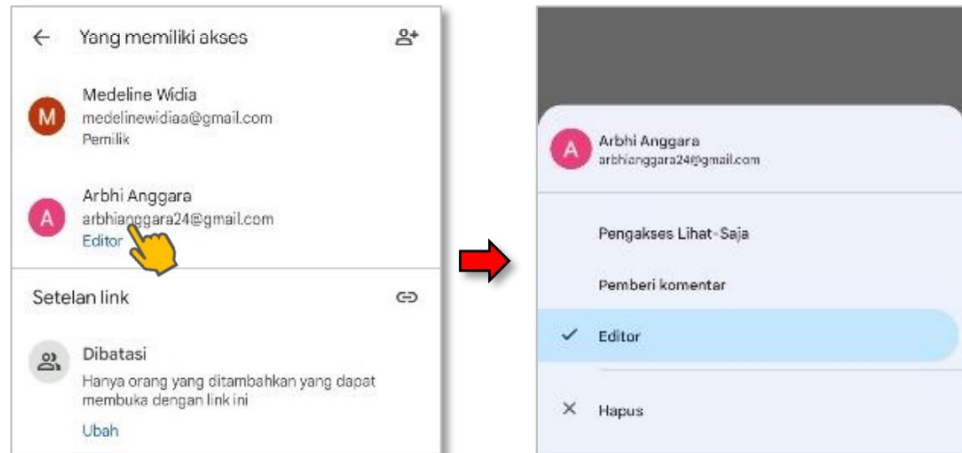 Yang memiliki akses
M
Medeline Widia
medelinewidiaa@gmail.com
Pemilik
A
Arbhi Anggara
arbhianggara24@gmail.com
Editor
Setelan link
Dibatasi
Hanya orang yang ditambahkan yang dapat
membuka dengan link ini
Ubah
A
Arbhi Anggara
arbhianggara24@gmail.com
Pengakses Lihat-Saja
Pemberi komentar
Editor
Hapus